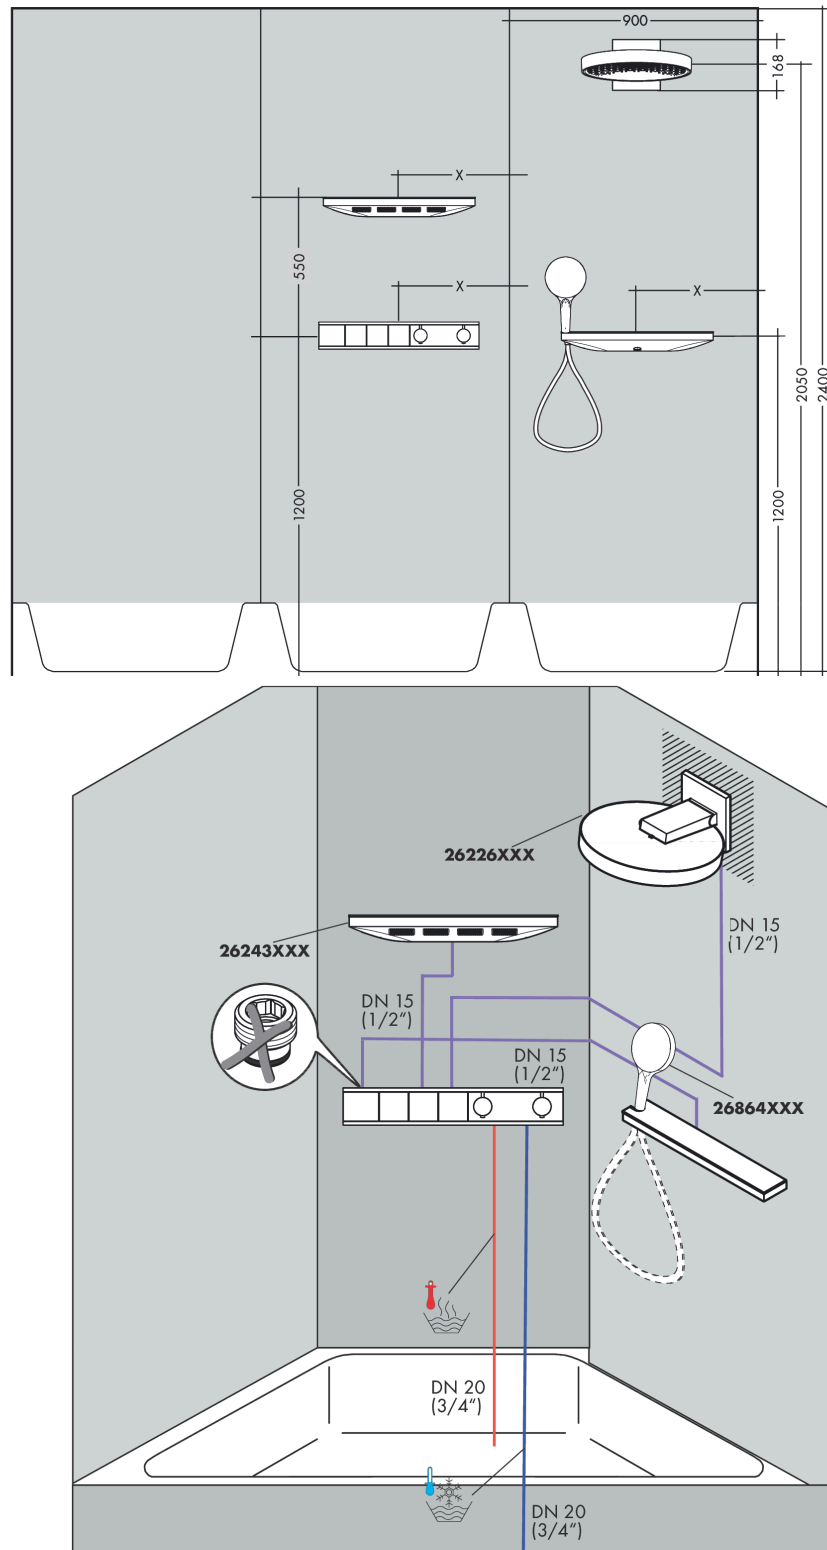 900
168
X
550
X
X
2050
2400
1200
1200
26226XXX
DN 15
(1/2“)
26243XXX
DN 15
(1/2“)
DN 15
(1/2“)
26864XXX
DN 20
(3/4“)
DN 20
(3/4“)